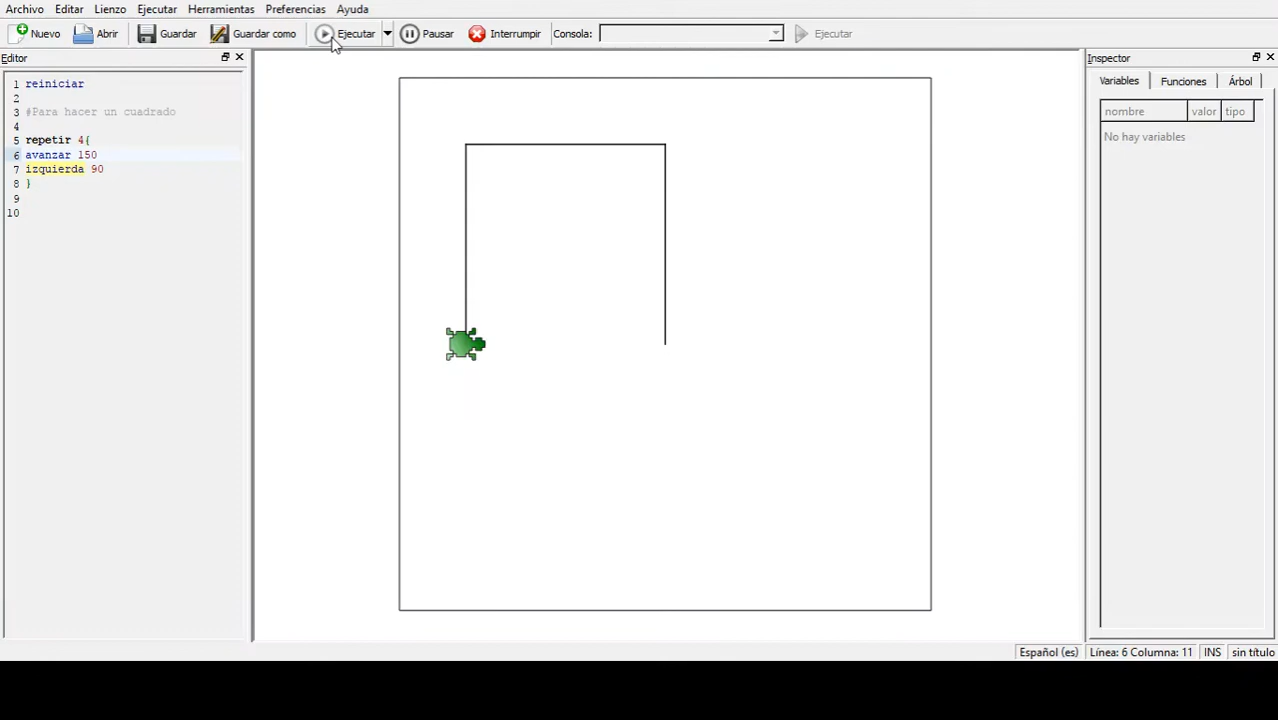 Archivo Editar Lienzo Ejecutar Herramientas Preferencias Ayuda
Nuevo Abrir Guardar Guardar como Ejecutar Pausar Interrumpir Consola: Ejecutar
Editor
1 reiniciar
2
3 #Para hacer un cuadrado
4
5 repetir 4{
6 avanzar 150
7 izquierda 90
8 }
9
10
Inspector
Variables Funciones Árbol
nombre valor tipo
No hay variables
Español (es) Línea: 6 Columna: 11 INS sin título